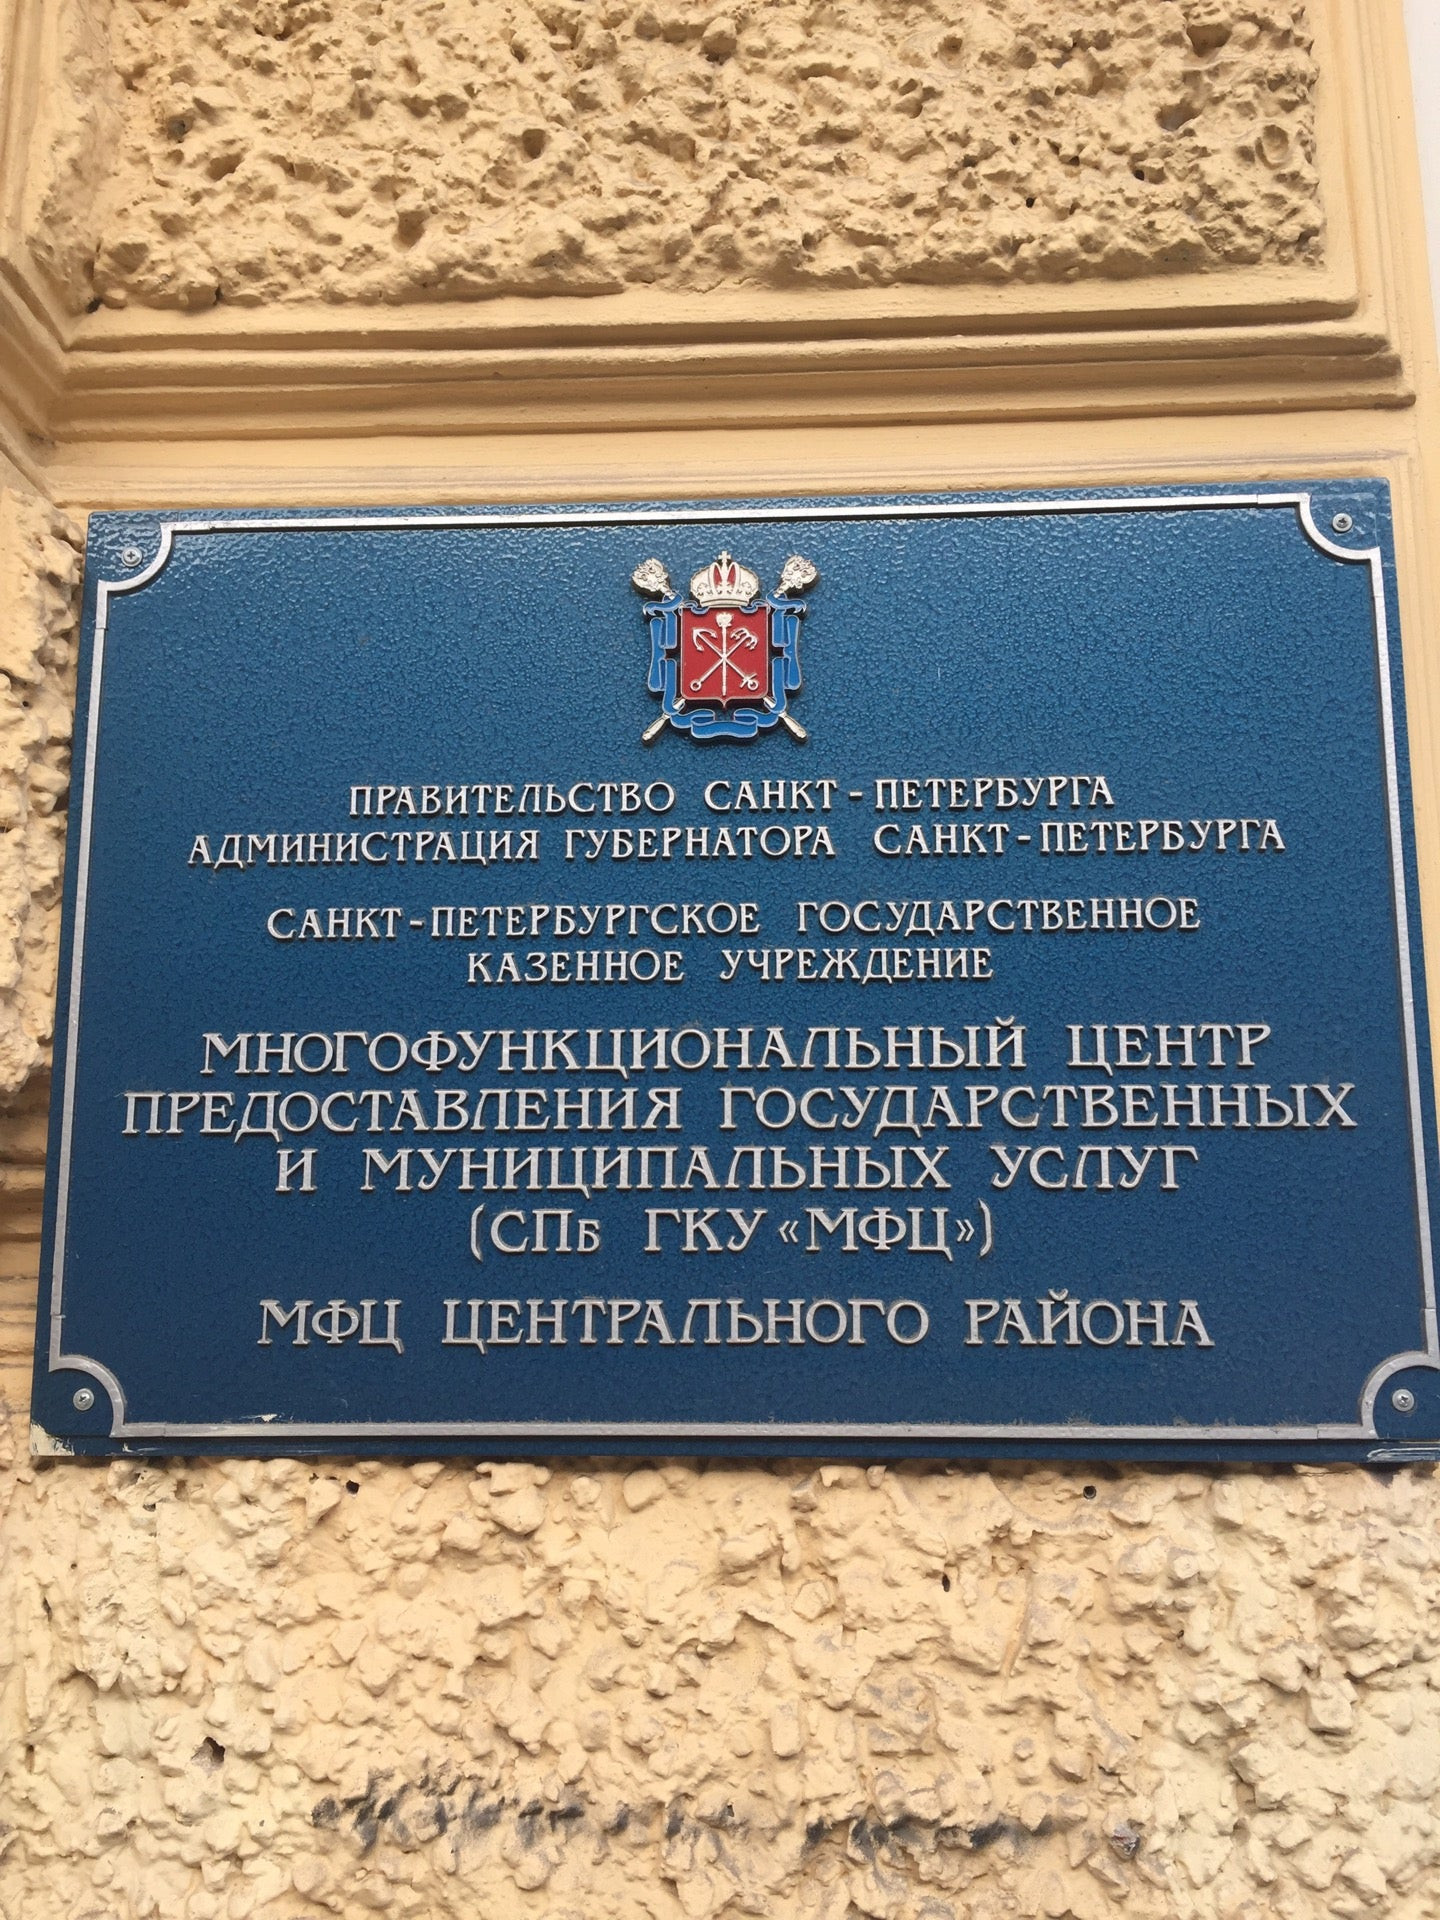 ПРАВИТЕЛЬСТВО САНКТ-ПЕТЕРБУРГА
АДМИНИСТРАЦИЯ ГУБЕРНАТОРА САНКТ-ПЕТЕРБУРГА
САНКТ-ПЕТЕРБУРГСКОЕ ГОСУДАРСТВЕННОЕ
КАЗЕННОЕ УЧРЕЖДЕНИЕ
МНОГОФУНКЦИОНАЛЬНЫЙ ЦЕНТР
ПРЕДОСТАВЛЕНИЯ ГОСУДАРСТВЕННЫХ
И МУНИЦИПАЛЬНЫХ УСЛУГ
(СПб ГКУ «МФЦ»)
МФЦ ЦЕНТРАЛЬНОГО РАЙОНА